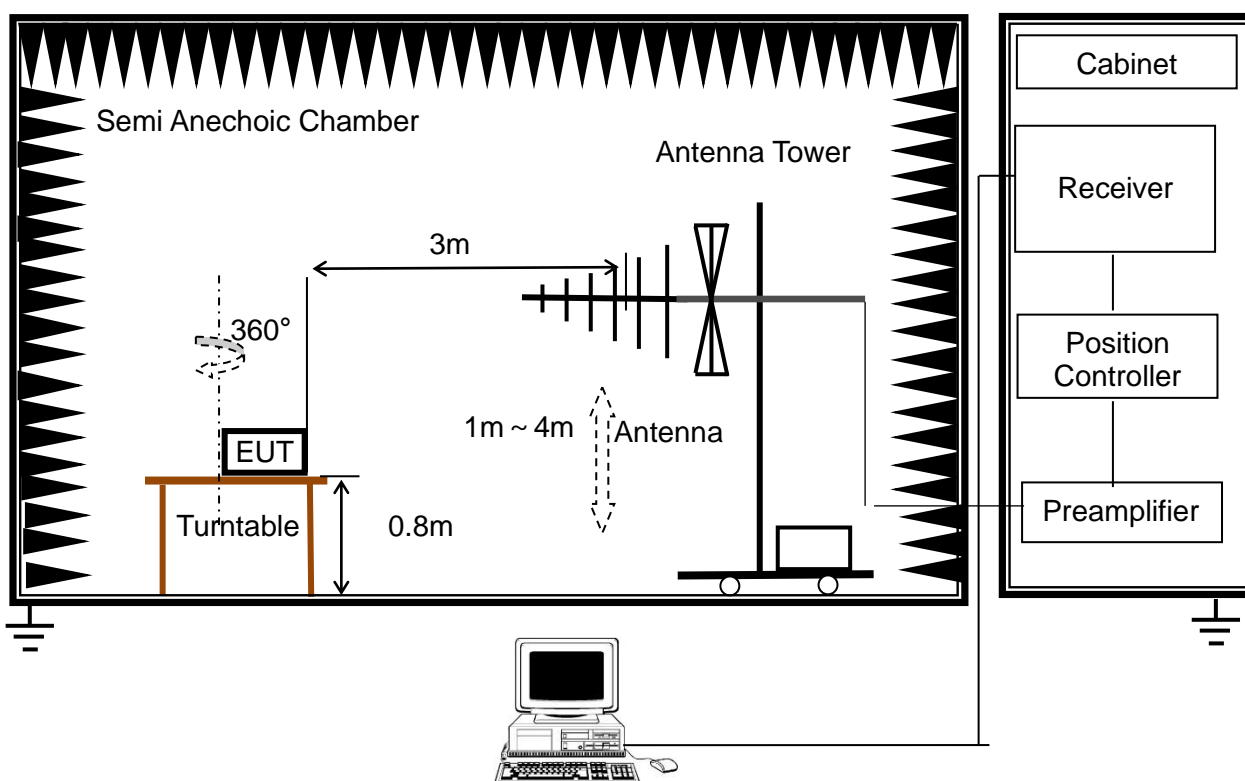 Semi Anechoic Chamber
Antenna Tower
3m
360°
EUT
1m ~ 4m
Antenna
Turntable
0.8m
Cabinet
Receiver
Position
Controller
Preamplifier